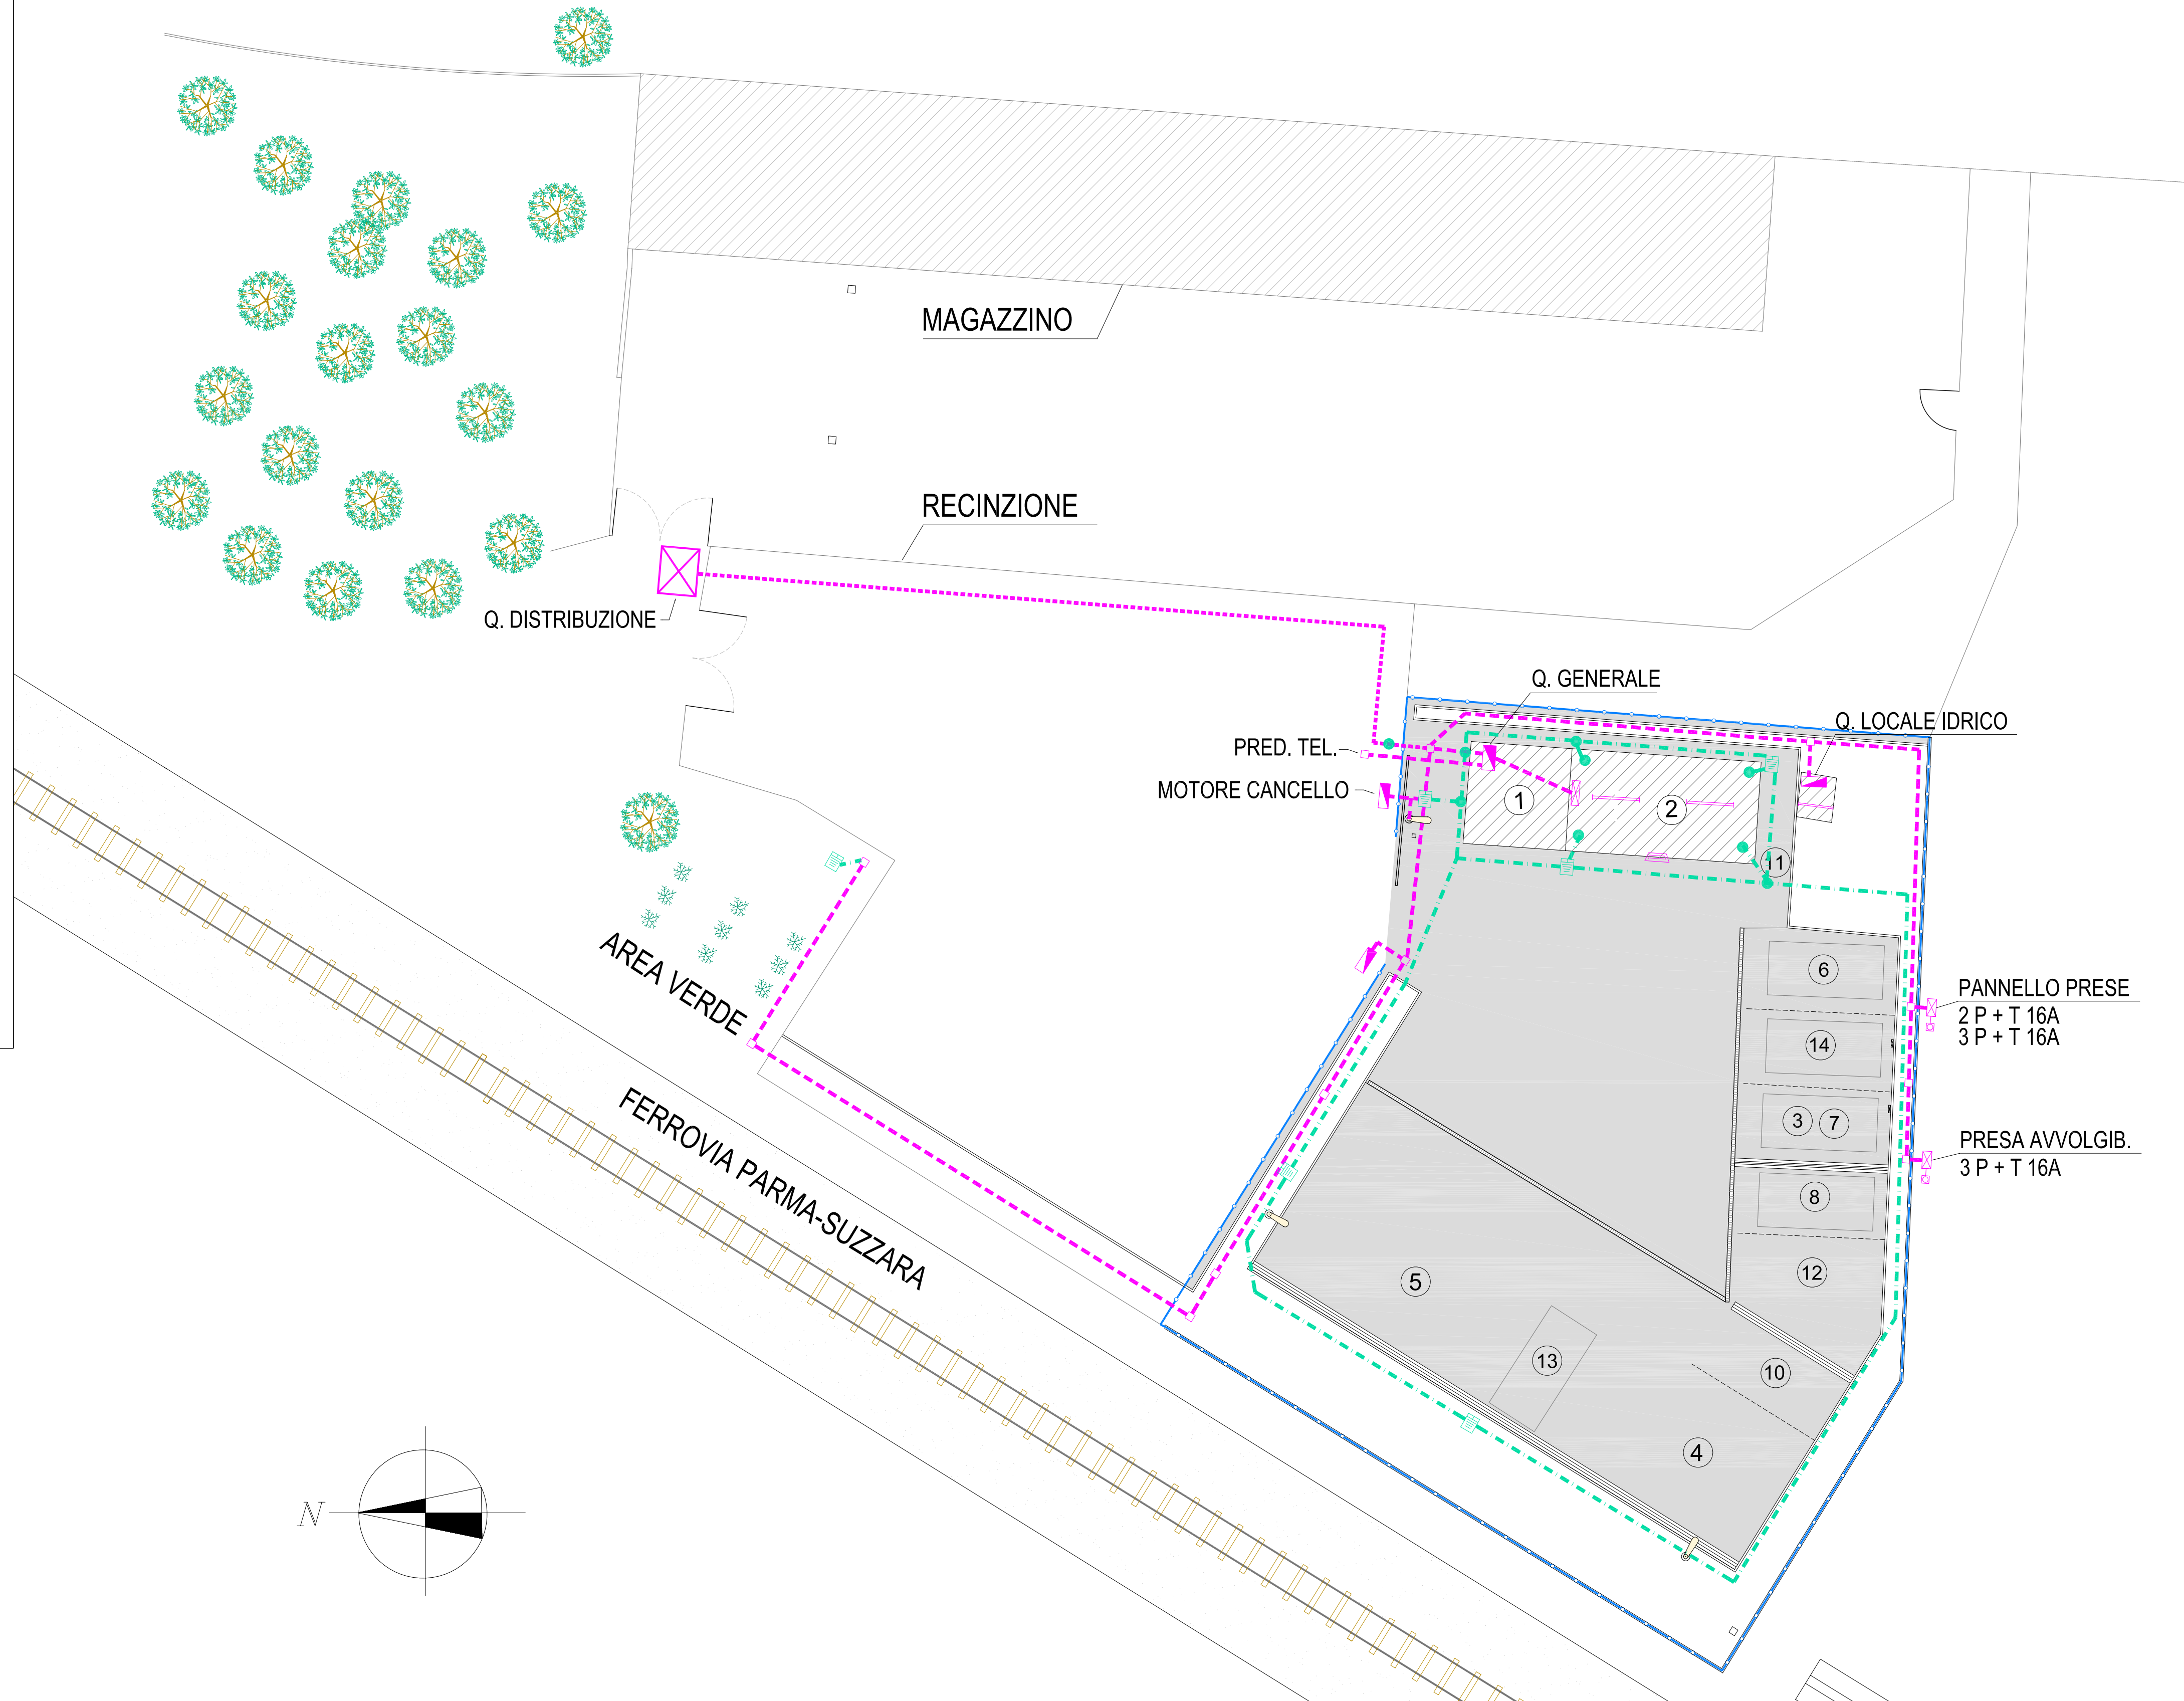 MAGAZZINO
RECINZIONE
Q. DISTRIBUZIONE
Q. GENERALE
Q. LOCALE IDRICO
PRED. TEL.
MOTORE CANCELLO
1
2
11
AREA VERDE
6
PANNELLO PRESE
2 P + T 16A
3 P + T 16A
14
3
7
PRESA AVVOLGIB.
3 P + T 16A
FERROVIA PARMA-SUZZARA
8
12
5
13
10
4
N